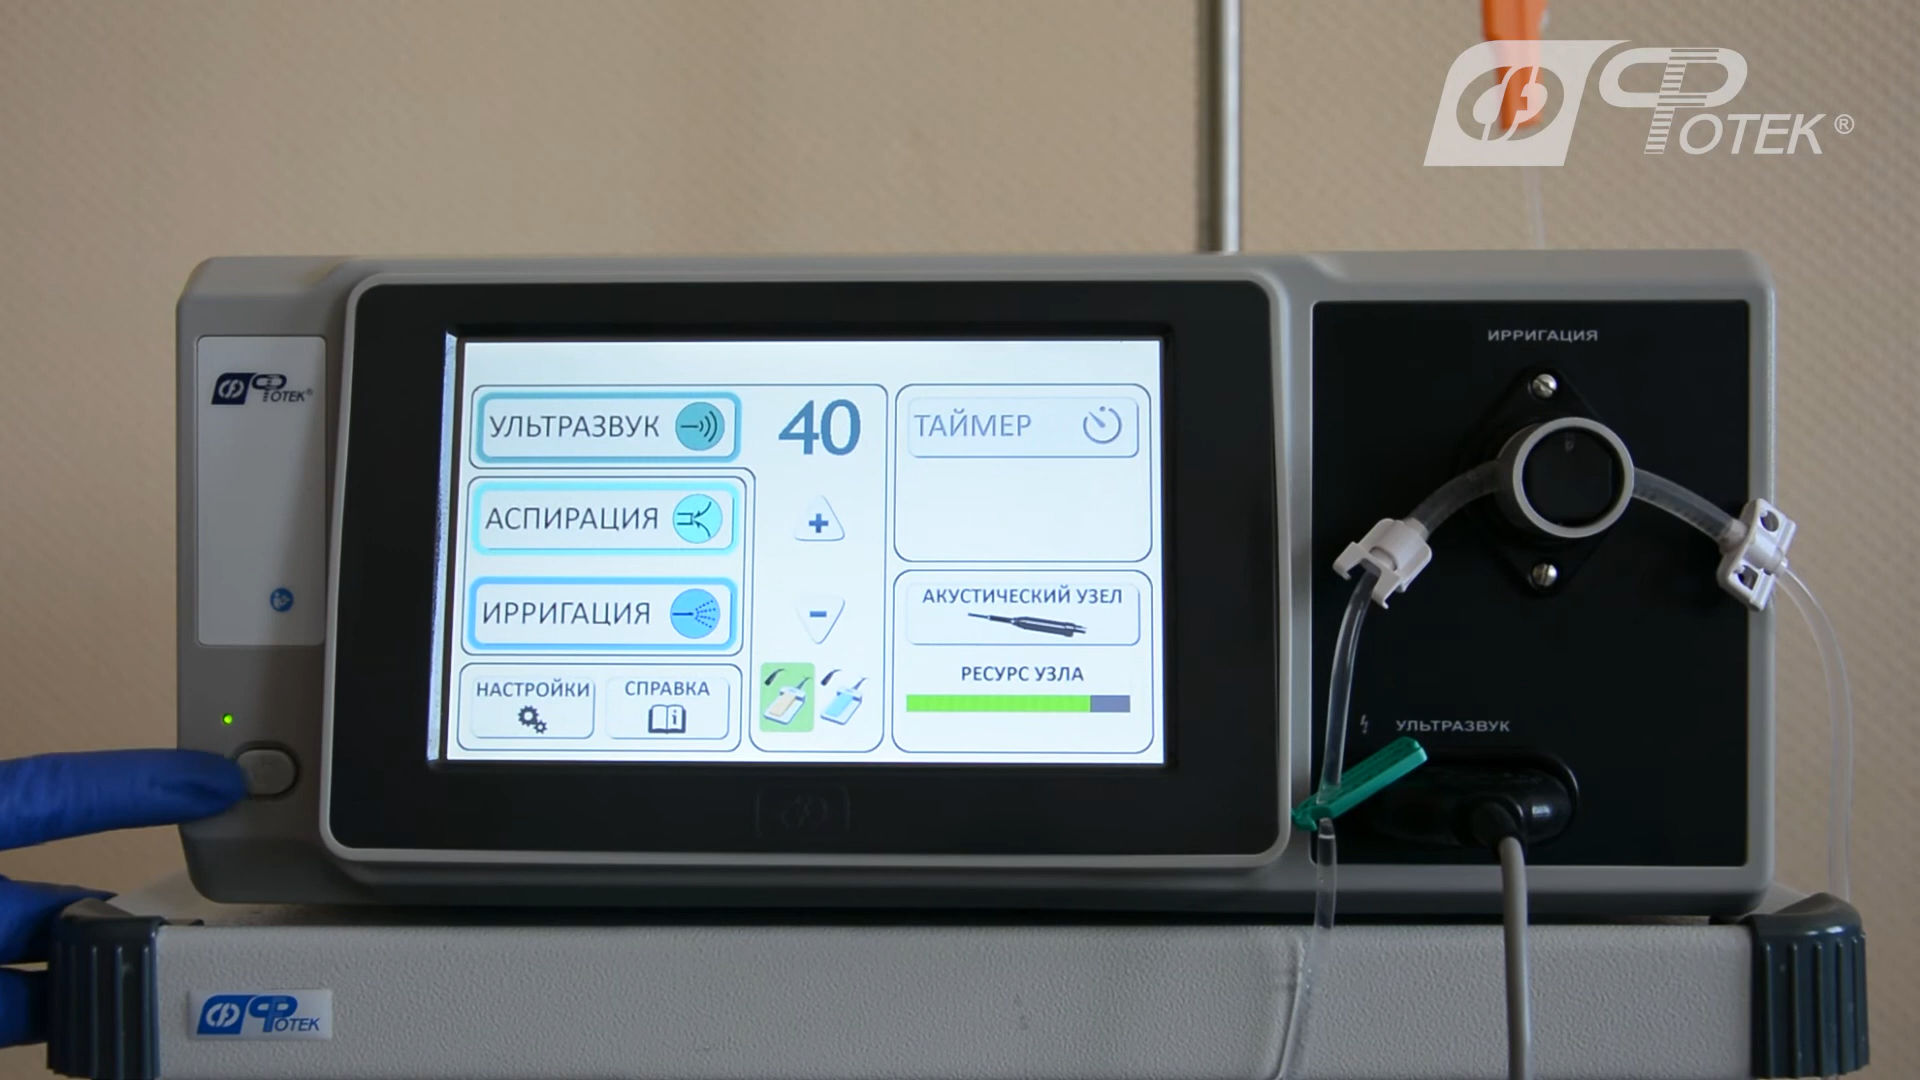 ФОТЕК®
ИРРИГАЦИЯ
ФОТЕК®
УЛЬТРАЗВУК
40
ТАЙМЕР
АСПИРАЦИЯ
+
ИРРИГАЦИЯ
-
АКУСТИЧЕСКИЙ УЗЕЛ
РЕСУРС УЗЛА
НАСТРОЙКИ
СПРАВКА
УЛЬТРАЗВУК
ФОТЕК